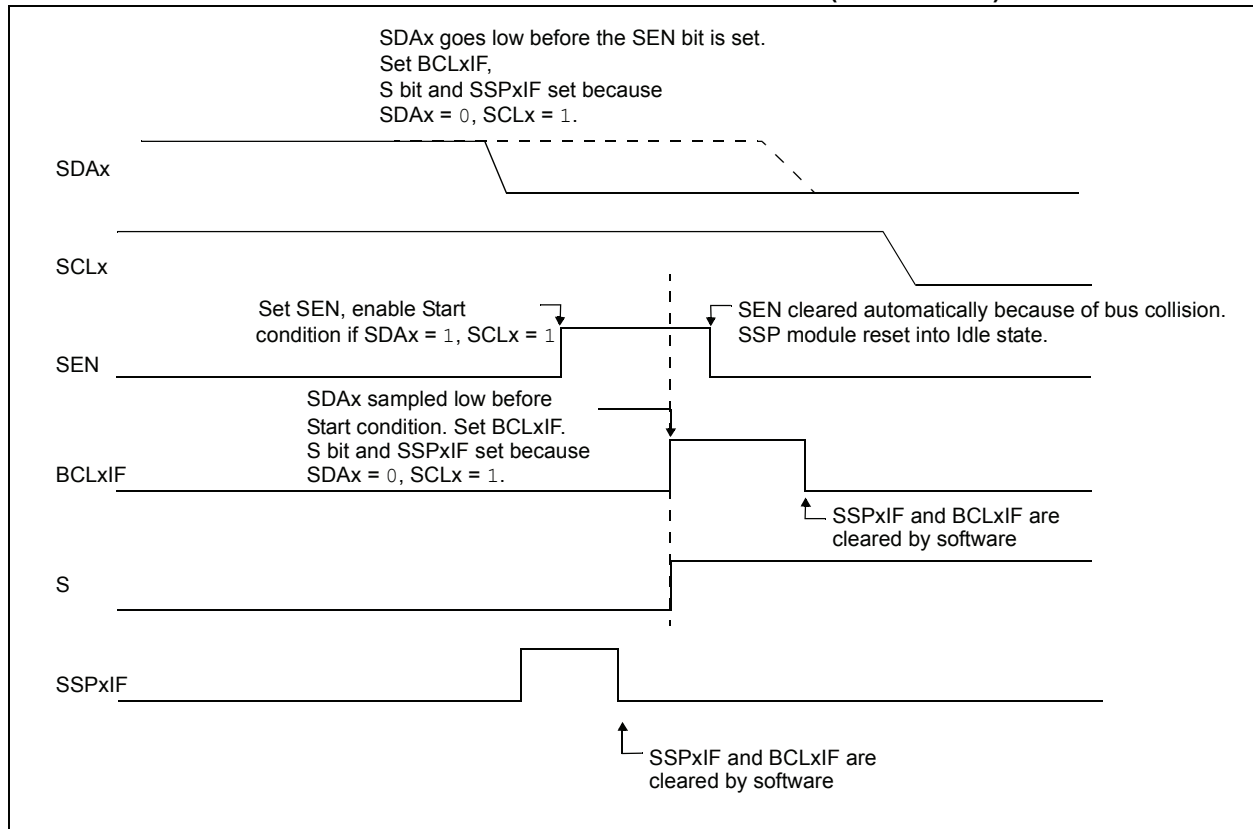 SDAx goes low before the SEN bit is set.
Set BCLxIF,
S bit and SSPxIF set because
SDAx = 0, SCLx = 1.
SDAx
SCLx
Set SEN, enable Start
condition if SDAx = 1, SCLx = 1
SEN cleared automatically because of bus collision.
SSP module reset into Idle state.
SEN
SDAx sampled low before
Start condition. Set BCLxIF.
S bit and SSPxIF set because
SDAx = 0, SCLx = 1.
BCLxIF
SSPxIF and BCLxIF are
cleared by software
S
SSPxIF
SSPxIF and BCLxIF are
cleared by software